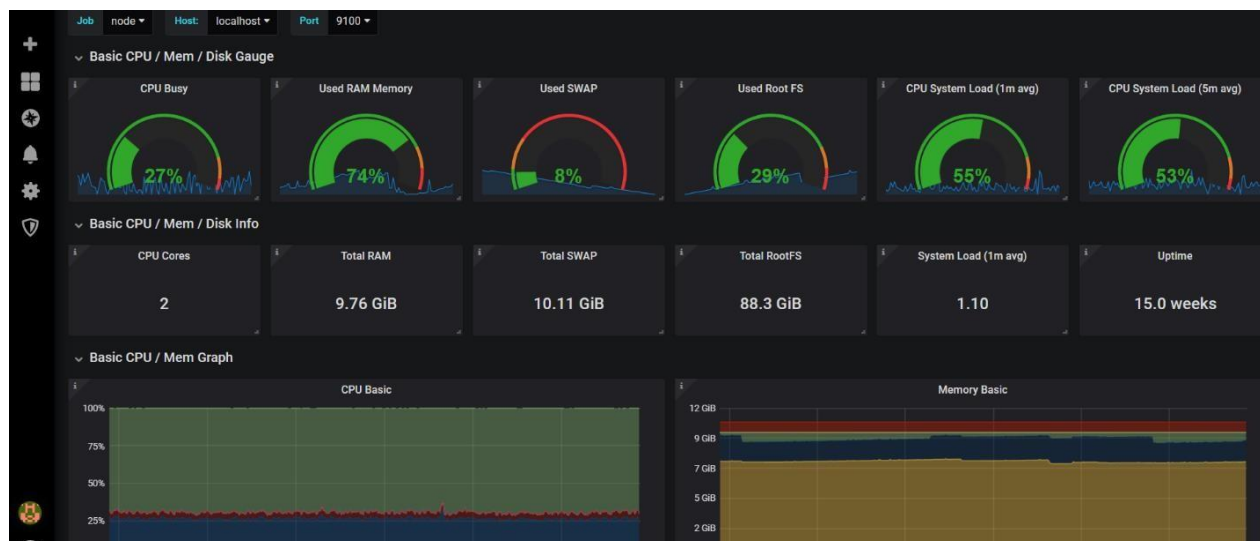 Job node Host: localhost Port 9100
Basic CPU / Mem / Disk Gauge
CPU Busy
27%
Used RAM Memory
74%
Used SWAP
8%
Used Root FS
29%
CPU System Load (1m avg)
55%
CPU System Load (5m avg)
53%
Basic CPU / Mem / Disk Info
CPU Cores
2
Total RAM
9.76 GiB
Total SWAP
10.11 GiB
Total RootFS
88.3 GiB
System Load (1m avg)
1.10
Uptime
15.0 weeks
Basic CPU / Mem Graph
CPU Basic
100%
75%
50%
25%
Memory Basic
12 GiB
9 GiB
7 GiB
5 GiB
2 GiB